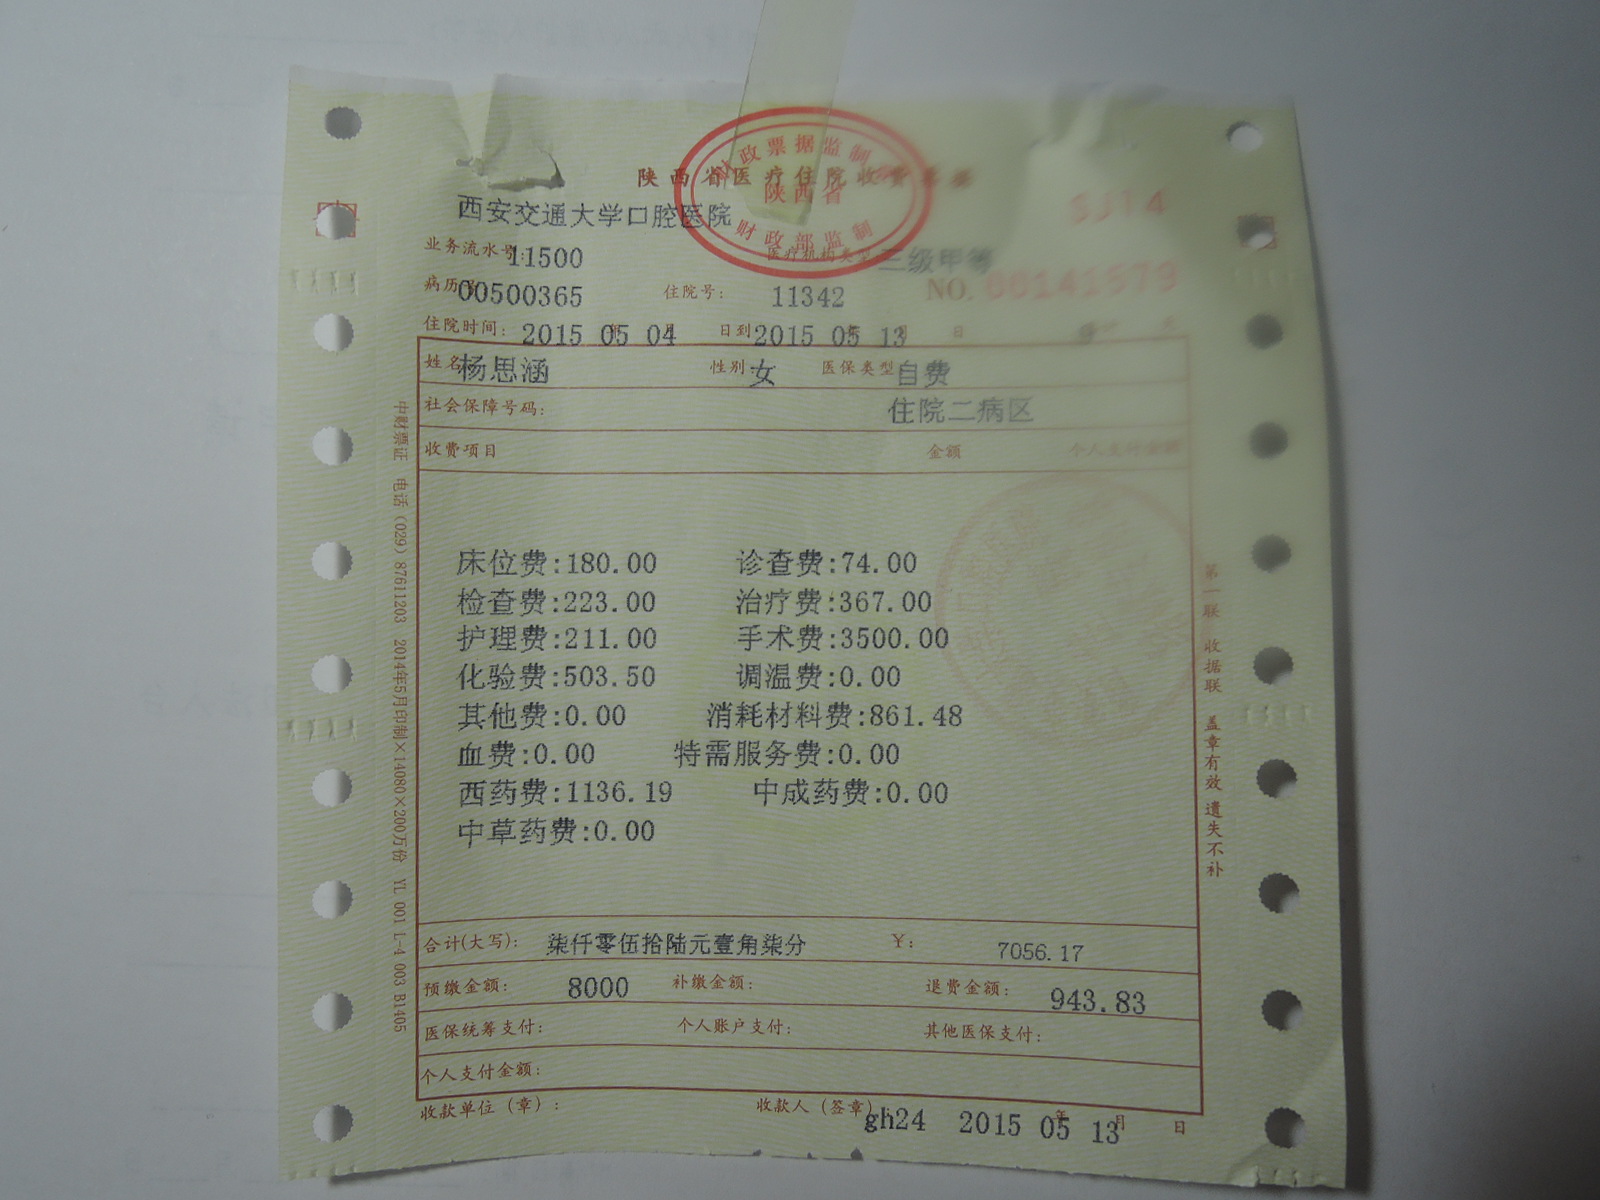 财政票据监制
陕西省医疗住院收费票据
陕西省
西安交通大学口腔医院
财政部监制
SJ14
业务流水号: 11500 医疗机构类型 三级甲等
病历号 00500365 住院号: 11342 NO.
住院时间: 2015 年 05 月 04 日到 2015 年 05 月 13 日
姓名 杨思涵 性别 女 医保类型 自费
社会保障号码: 住院二病区
收费项目 金额 个人支付金额
床位费:180.00 诊查费:74.00
检查费:223.00 治疗费:367.00
护理费:211.00 手术费:3500.00
化验费:503.50 调温费:0.00
其他费:0.00 消耗材料费:861.48
血费:0.00 特需服务费:0.00
西药费:1136.19 中成药费:0.00
中草药费:0.00
合计(大写): 柒仟零伍拾陆元壹角柒分 ¥: 7056.17
预缴金额: 8000 补缴金额: 退费金额: 943.83
医保统筹支付: 个人账户支付: 其他医保支付:
个人支付金额:
收款单位（章）: 收款人（签章） gh24 2015 年 05 月 13 日
中财票证 电话（029）87611203 2014年5月印制×14080×200万份 YL 001 L-4 003 B1405
第一联 收据联 盖章有效 遗失不补